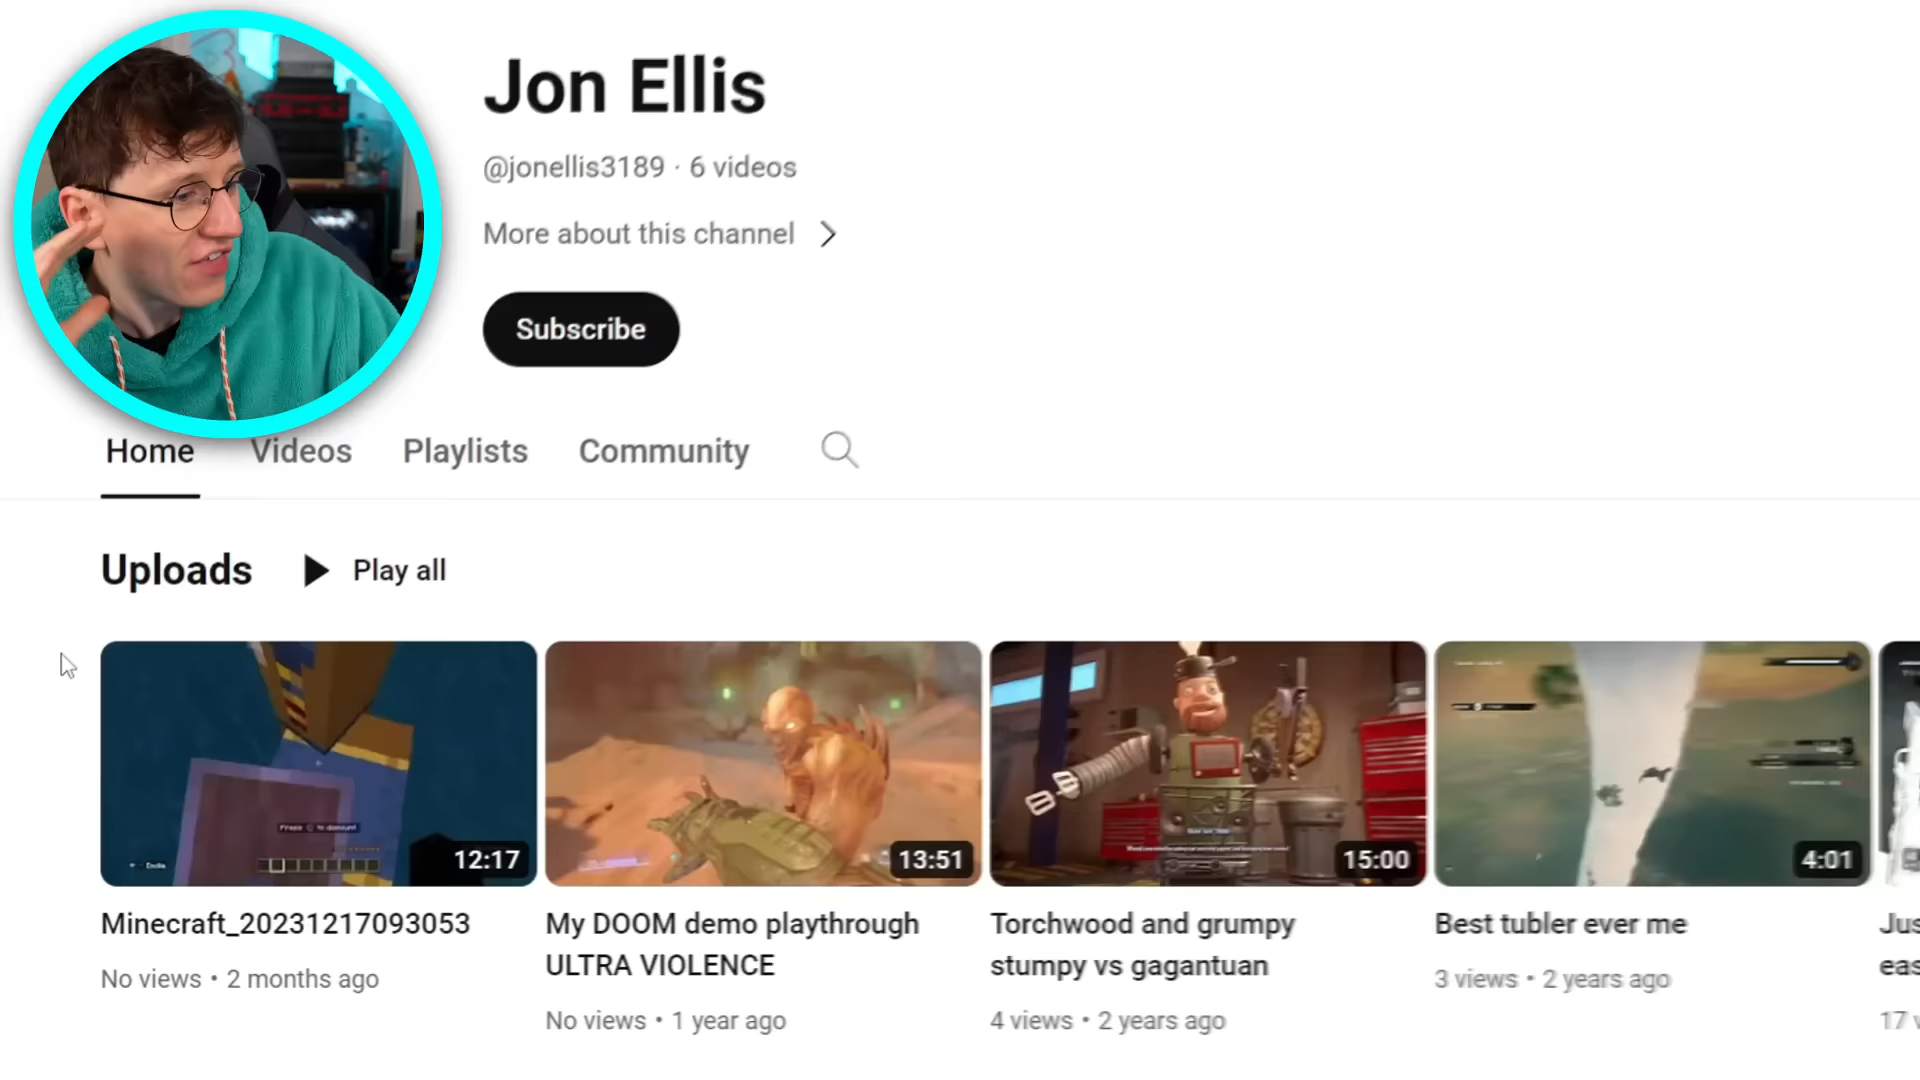 Jon Ellis
@jonellis3189 · 6 videos
More about this channel
Subscribe
Home Videos Playlists Community
Uploads Play all
12:17 13:51 15:00 4:01
Minecraft_20231217093053
No views • 2 months ago
My DOOM demo playthrough
ULTRA VIOLENCE
No views • 1 year ago
Torchwood and grumpy
stumpy vs gagantuan
4 views • 2 years ago
Best tubler ever me
3 views • 2 years ago
Jus
eas
17 v